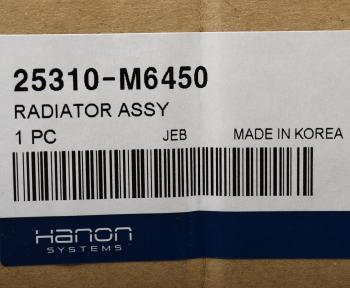 25310-M6450
RADIATOR ASSY
1 PC JEB MADE IN KOREA
Hanon
SYSTEMS